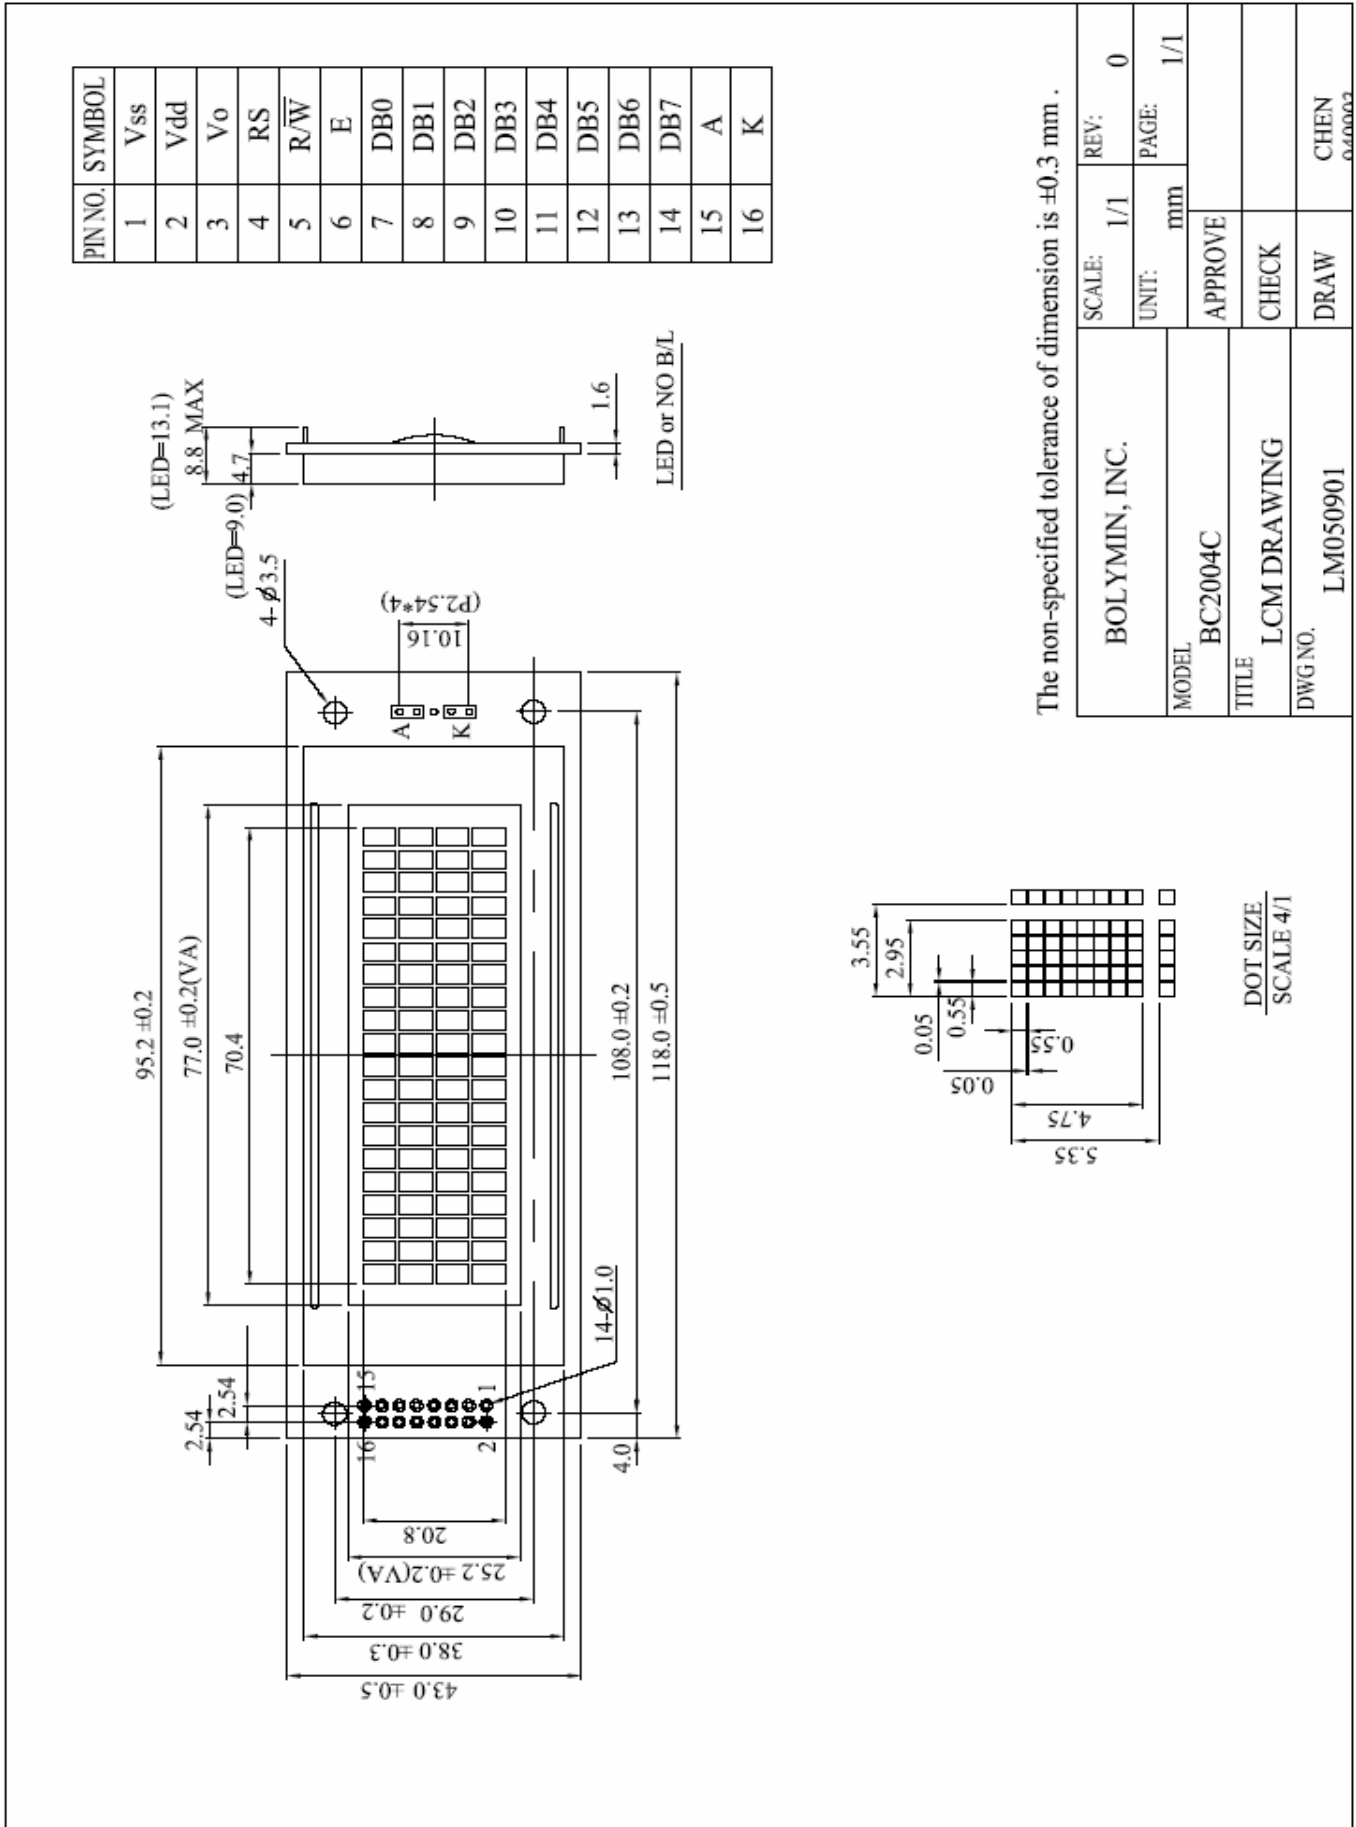 PIN NO. SYMBOL
1 Vss
2 Vdd
3 Vo
4 RS
5 R/W̅
6 E
7 DB0
8 DB1
9 DB2
10 DB3
11 DB4
12 DB5
13 DB6
14 DB7
15 A
16 K
95.2 ±0.2
77.0 ±0.2(VA)
70.4
2.54
2.54
16
15
2
1
20.8
25.2 ±0.2(VA)
29.0 ±0.2
38.0 ±0.3
43.0 ±0.5
4.0
14-Ø1.0
108.0 ±0.2
118.0 ±0.5
A
K
10.16
(P2.54*4)
4-Ø3.5
(LED=13.1)
8.8 MAX
(LED=9.0) 4.7
1.6
LED or NO B/L
3.55
2.95
0.05
0.55
0.55
0.05
4.75
5.35
DOT SIZE
SCALE 4/1
The non-specified tolerance of dimension is ±0.3 mm .
BOLYMIN, INC.
SCALE: 1/1
REV: 0
UNIT: mm
PAGE: 1/1
MODEL
BC2004C
APPROVE
TITLE
LCM DRAWING
CHECK
DWG NO.
LM050901
DRAW
CHEN